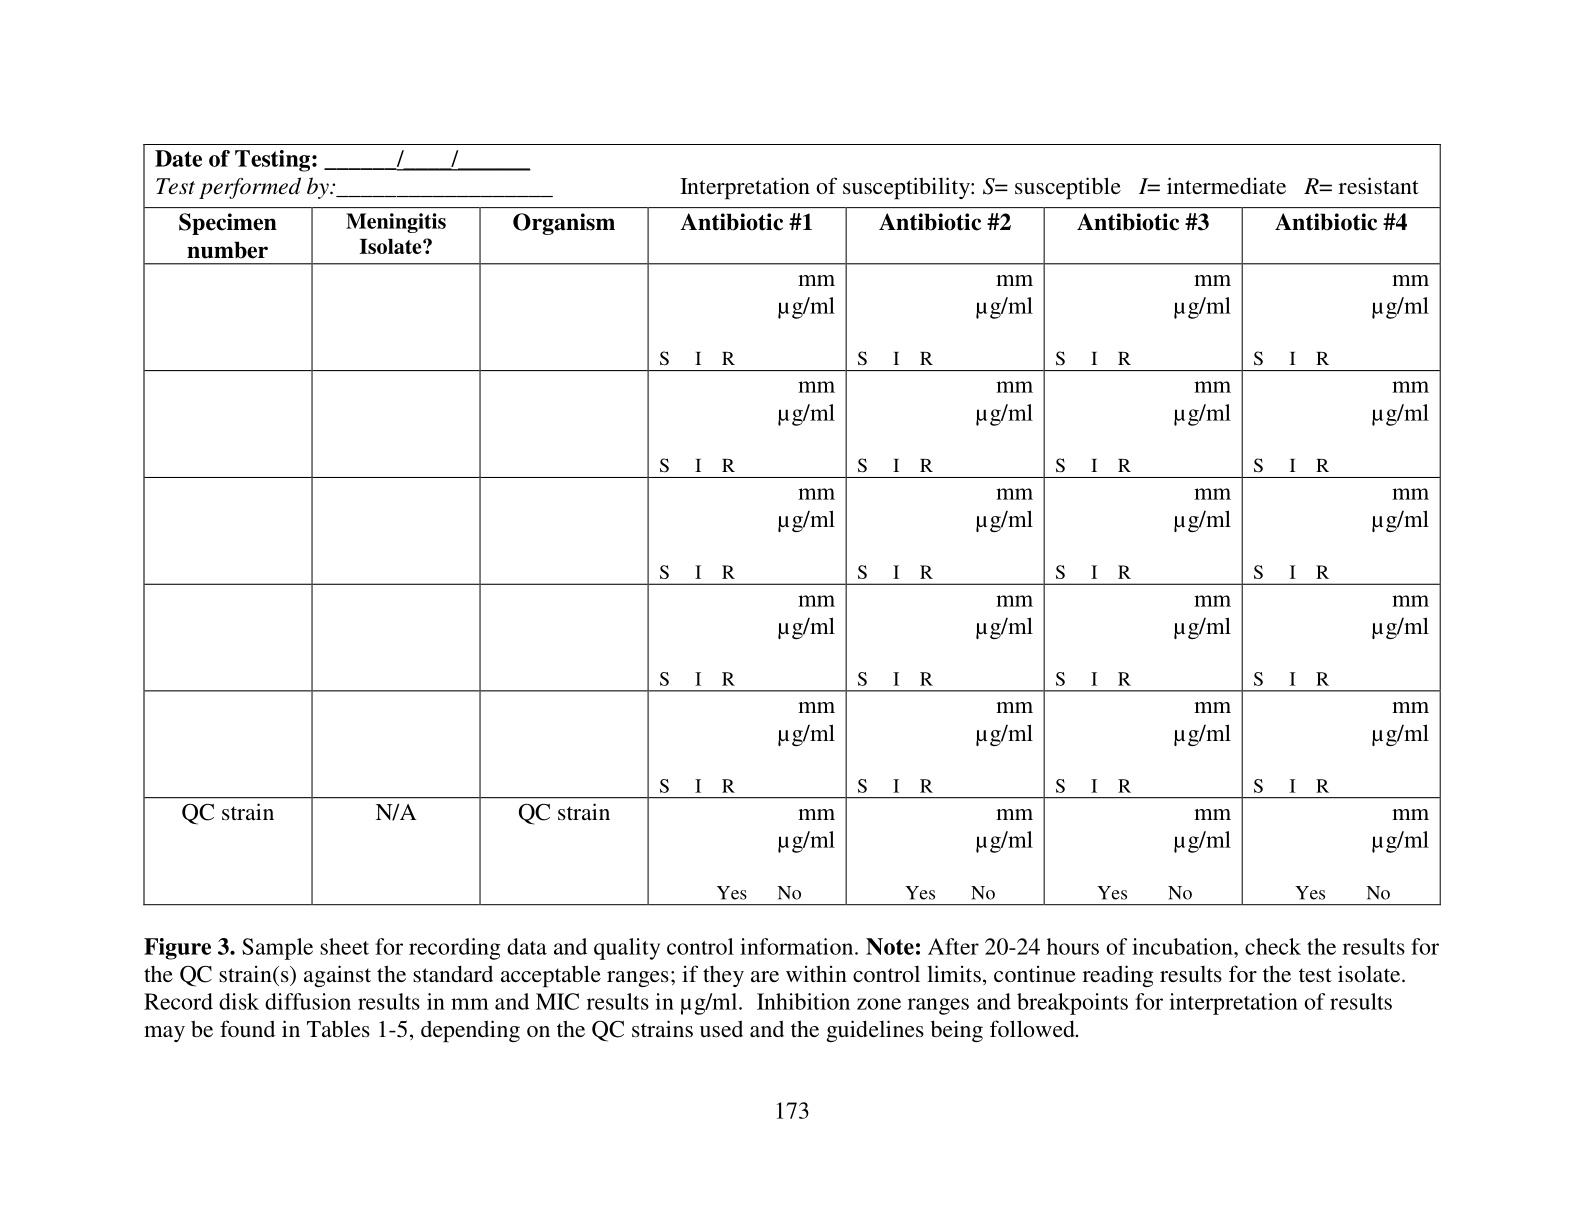 Date of Testing: ______/____/______
Test performed by:__________________ Interpretation of susceptibility: S= susceptible I= intermediate R= resistant
Specimen number Meningitis Isolate? Organism Antibiotic #1 Antibiotic #2 Antibiotic #3 Antibiotic #4
mm mm mm mm
µg/ml µg/ml µg/ml µg/ml
S I R S I R S I R S I R
mm mm mm mm
µg/ml µg/ml µg/ml µg/ml
S I R S I R S I R S I R
mm mm mm mm
µg/ml µg/ml µg/ml µg/ml
S I R S I R S I R S I R
mm mm mm mm
µg/ml µg/ml µg/ml µg/ml
S I R S I R S I R S I R
mm mm mm mm
µg/ml µg/ml µg/ml µg/ml
S I R S I R S I R S I R
QC strain N/A QC strain mm mm mm mm
µg/ml µg/ml µg/ml µg/ml
Yes No Yes No Yes No Yes No
Figure 3. Sample sheet for recording data and quality control information. Note: After 20-24 hours of incubation, check the results for
the QC strain(s) against the standard acceptable ranges; if they are within control limits, continue reading results for the test isolate.
Record disk diffusion results in mm and MIC results in µg/ml. Inhibition zone ranges and breakpoints for interpretation of results
may be found in Tables 1-5, depending on the QC strains used and the guidelines being followed.
173